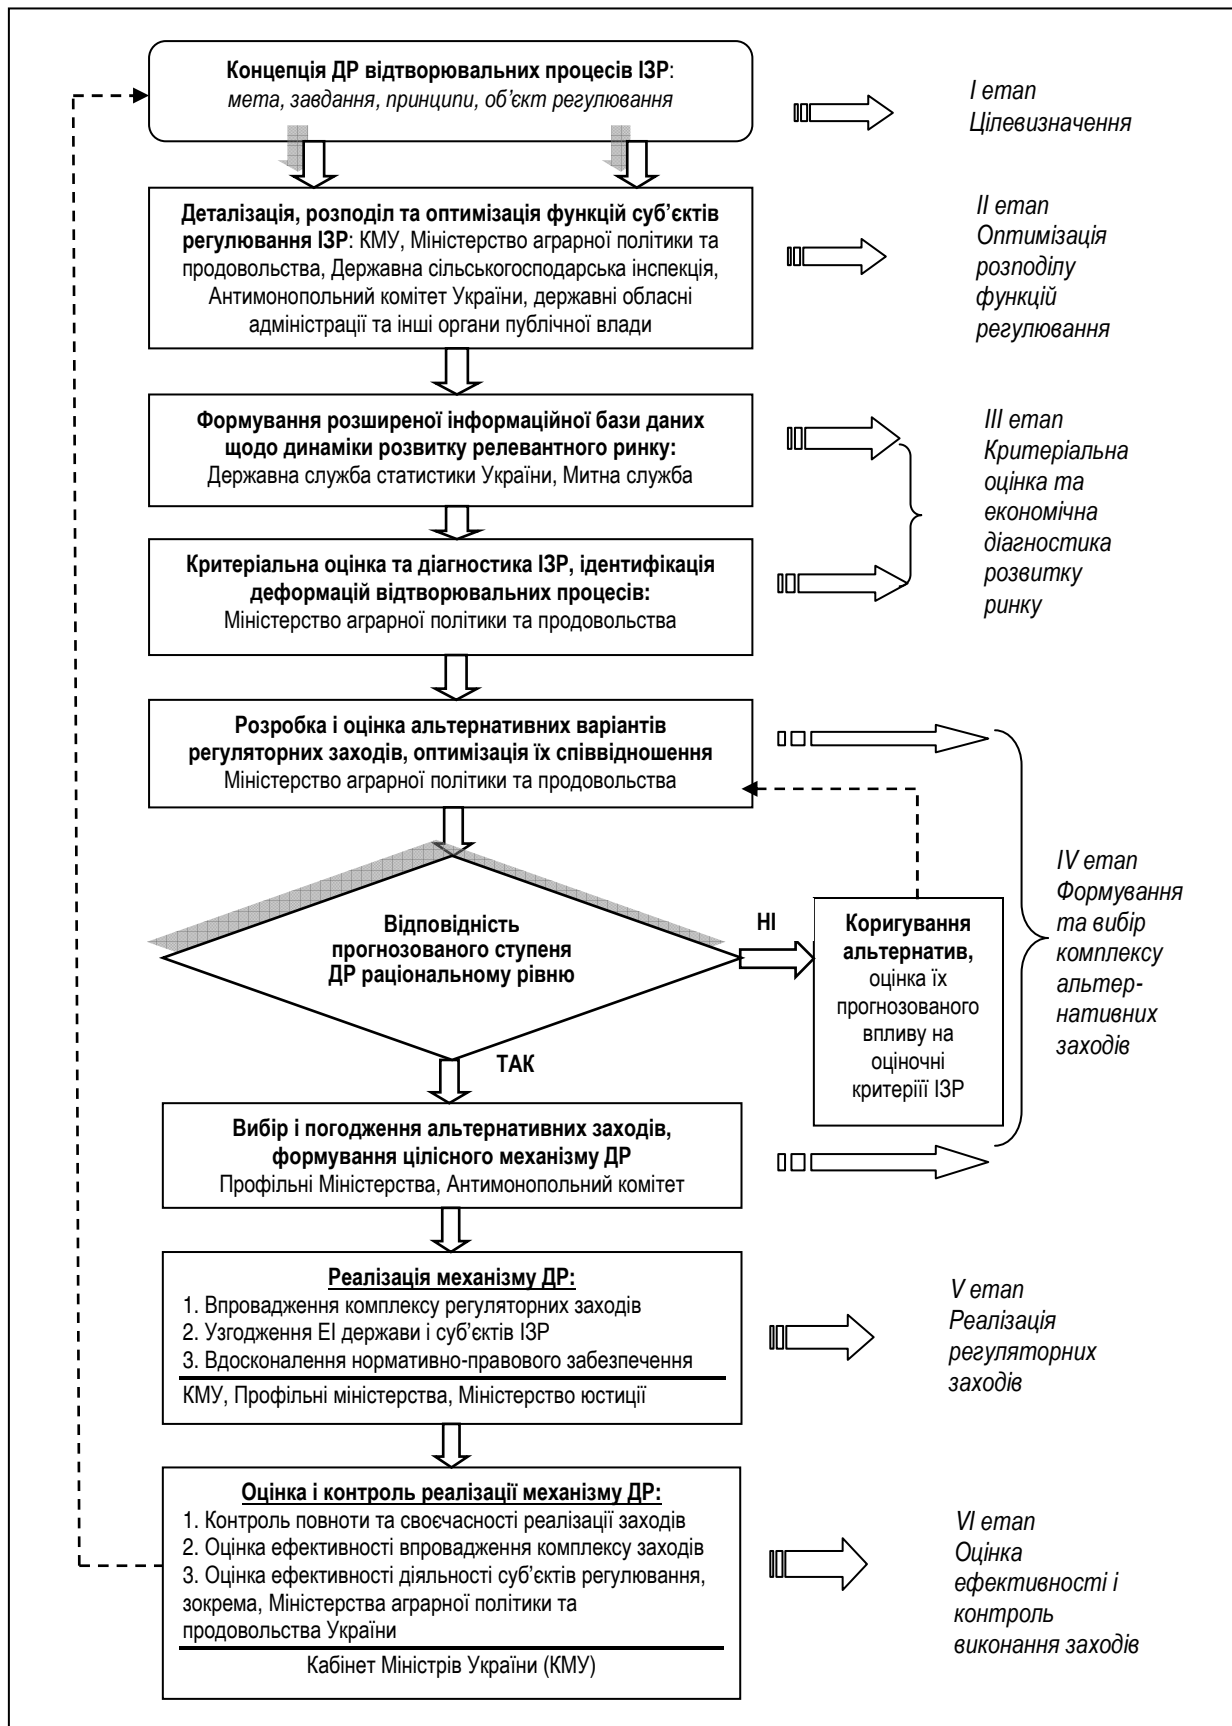 Концепція ДР відтворювальних процесів ІЗР:
мета, завдання, принципи, об’єкт регулювання
І етап
Цілевизначення
Деталізація, розподіл та оптимізація функцій суб’єктів
регулювання ІЗР: КМУ, Міністерство аграрної політики та
продовольства, Державна сільськогосподарська інспекція,
Антимонопольний комітет України, державні обласні
адміністрації та інші органи публічної влади
ІІ етап
Оптимізація
розподілу
функцій
регулювання
Формування розширеної інформаційної бази даних
щодо динаміки розвитку релевантного ринку:
Державна служба статистики України, Митна служба
Критеріальна оцінка та діагностика ІЗР, ідентифікація
деформацій відтворювальних процесів:
Міністерство аграрної політики та продовольства
ІІІ етап
Критеріальна
оцінка та
економічна
діагностика
розвитку
ринку
Розробка і оцінка альтернативних варіантів
регуляторних заходів, оптимізація їх співвідношення
Міністерство аграрної політики та продовольства
Відповідність
прогнозованого ступеня
ДР раціональному рівню
НІ
ТАК
Коригування
альтернатив,
оцінка їх
прогнозованого
впливу на
оціночні
критеріїї ІЗР
IV етап
Формування
та вибір
комплексу
альтер-
нативних
заходів
Вибір і погодження альтернативних заходів,
формування цілісного механізму ДР
Профільні Міністерства, Антимонопольний комітет
Реалізація механізму ДР:
1. Впровадження комплексу регуляторних заходів
2. Узгодження ЕІ держави і суб’єктів ІЗР
3. Вдосконалення нормативно-правового забезпечення
КМУ, Профільні міністерства, Міністерство юстиції
V етап
Реалізація
регуляторних
заходів
Оцінка і контроль реалізації механізму ДР:
1. Контроль повноти та своєчасності реалізації заходів
2. Оцінка ефективності впровадження комплексу заходів
3. Оцінка ефективності діяльності суб’єктів регулювання,
зокрема, Міністерства аграрної політики та
продовольства України
Кабінет Міністрів України (КМУ)
VI етап
Оцінка
ефективності і
контроль
виконання заходів